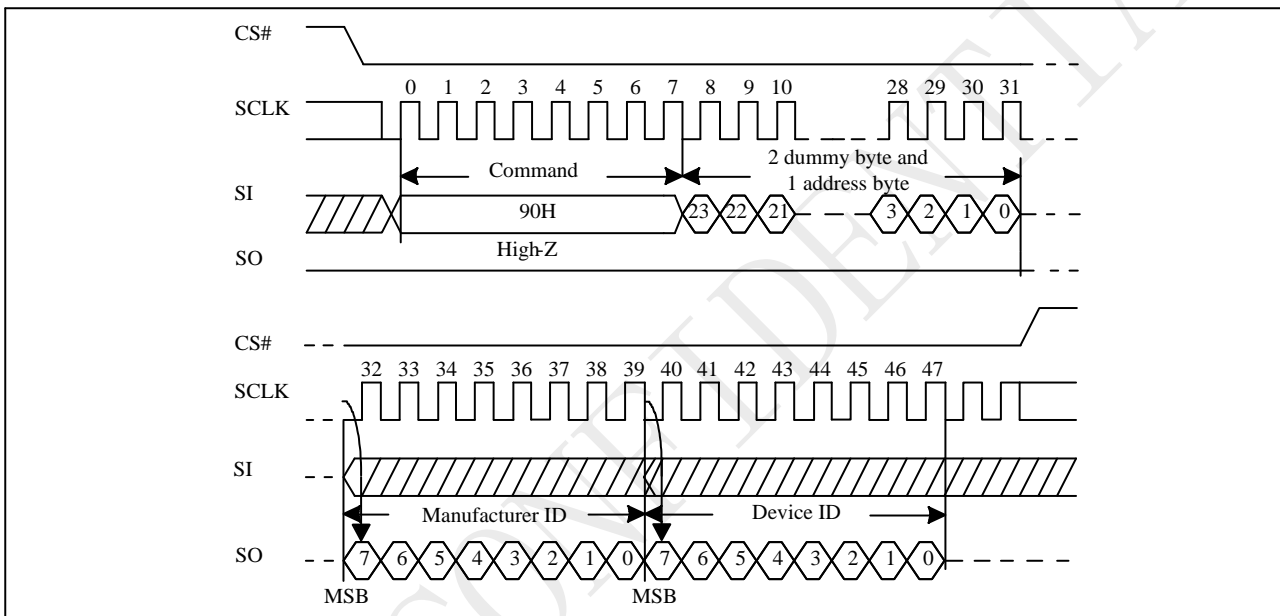 CS#
SCLK
0 1 2 3 4 5 6 7 8 9 10 28 29 30 31
Command
2 dummy byte and
1 address byte
SI
90H
23 22 21 3 2 1 0
High-Z
SO
CS#
SCLK
32 33 34 35 36 37 38 39 40 41 42 43 44 45 46 47
SI
Manufacturer ID
Device ID
SO
7 6 5 4 3 2 1 0 7 6 5 4 3 2 1 0
MSB MSB
CONFIDENTIA